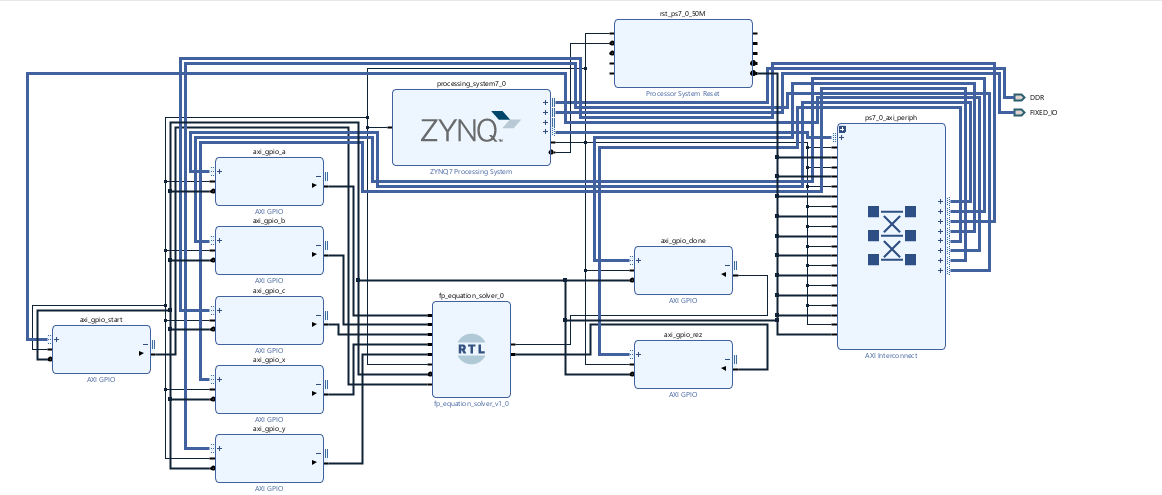 rst_ps7_0_50M
Processor System Reset
processing_system7_0
ZYNQ
ZYNQ7 Processing System
DDR
FIXED_IO
ps7_0_axi_periph
AXI Interconnect
axi_gpio_a
AXI GPIO
axi_gpio_b
AXI GPIO
axi_gpio_c
AXI GPIO
axi_gpio_start
AXI GPIO
axi_gpio_x
AXI GPIO
axi_gpio_y
AXI GPIO
fp_equation_solver_0
RTL
fp_equation_solver_v1_0
axi_gpio_done
AXI GPIO
axi_gpio_rez
AXI GPIO